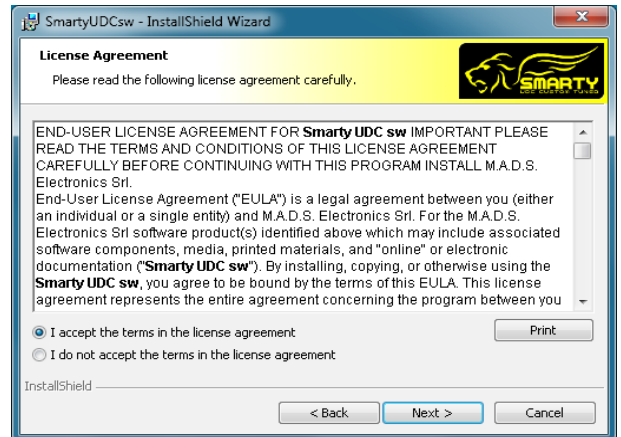 SmartyUDCsw - InstallShield Wizard
License Agreement
Please read the following license agreement carefully.
SMARTY
UDC CUSTOM TUNED
END-USER LICENSE AGREEMENT FOR Smarty UDC sw IMPORTANT PLEASE
READ THE TERMS AND CONDITIONS OF THIS LICENSE AGREEMENT
CAREFULLY BEFORE CONTINUING WITH THIS PROGRAM INSTALL M.A.D.S.
Electronics Srl.
End-User License Agreement ("EULA") is a legal agreement between you (either
an individual or a single entity) and M.A.D.S. Electronics Srl. For the M.A.D.S.
Electronics Srl software product(s) identified above which may include associated
software components, media, printed materials, and "online" or electronic
documentation ("Smarty UDC sw"). By installing, copying, or otherwise using the
Smarty UDC sw, you agree to be bound by the terms of this EULA. This license
agreement represents the entire agreement concerning the program between you
I accept the terms in the license agreement
Print
I do not accept the terms in the license agreement
InstallShield
< Back
Next >
Cancel